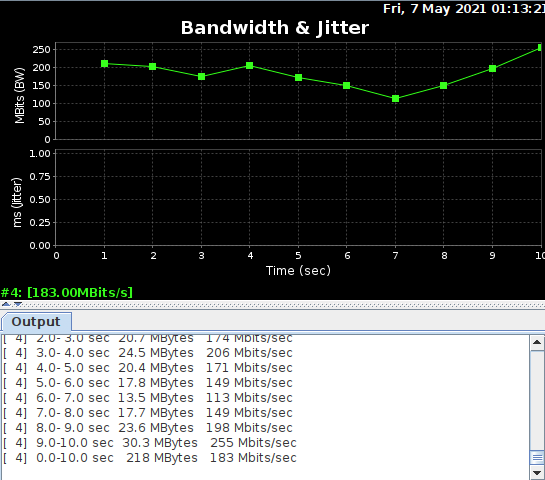 Fri, 7 May 2021 01:13:21
Bandwidth & Jitter
MBits (BW)
250
200
150
100
50
0
ms (Jitter)
1.00
0.75
0.50
0.25
0.00
0 1 2 3 4 5 6 7 8 9 10
Time (sec)
#4: [183.00MBits/s]
Output
[ 4] 2.0- 3.0 sec 20.7 MBytes 174 Mbits/sec
[ 4] 3.0- 4.0 sec 24.5 MBytes 206 Mbits/sec
[ 4] 4.0- 5.0 sec 20.4 MBytes 171 Mbits/sec
[ 4] 5.0- 6.0 sec 17.8 MBytes 149 Mbits/sec
[ 4] 6.0- 7.0 sec 13.5 MBytes 113 Mbits/sec
[ 4] 7.0- 8.0 sec 17.7 MBytes 149 Mbits/sec
[ 4] 8.0- 9.0 sec 23.6 MBytes 198 Mbits/sec
[ 4] 9.0-10.0 sec 30.3 MBytes 255 Mbits/sec
[ 4] 0.0-10.0 sec 218 MBytes 183 Mbits/sec